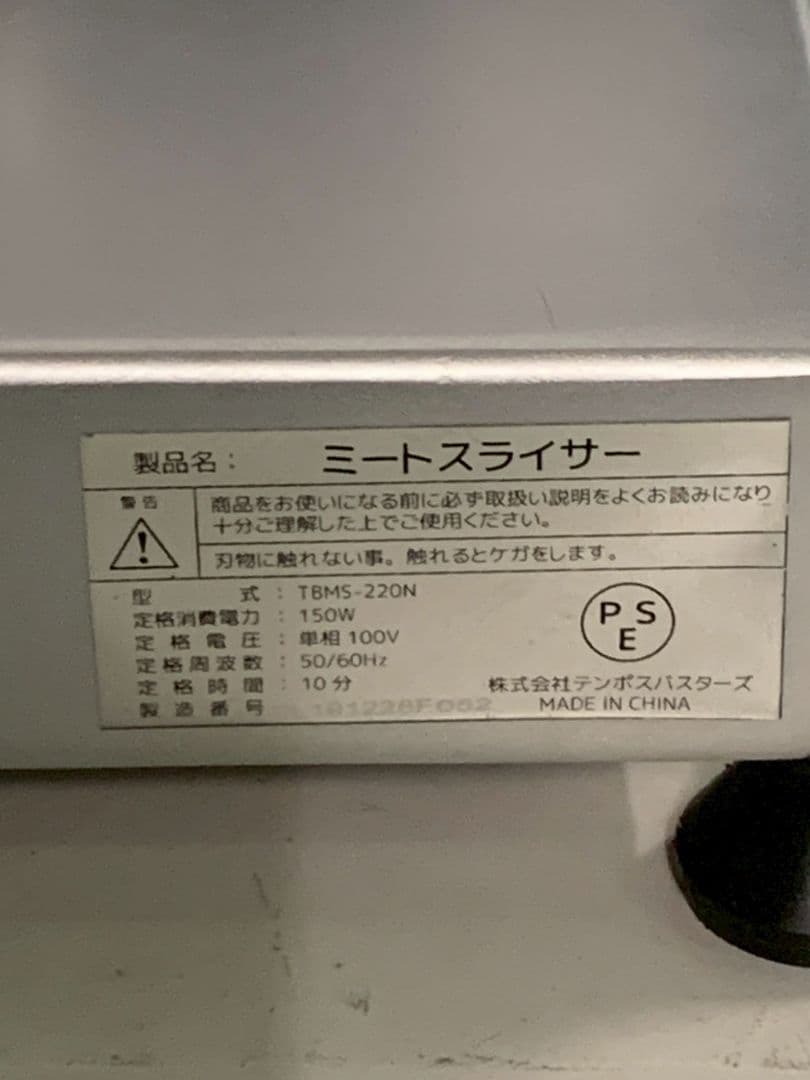 製品名： ミートスライサー
警告
商品をお使いになる前に必ず取扱い説明をよくお読みになり
十分ご理解した上でご使用ください。
刃物に触れない事。触れるとケガをします。
型式：TBMS-220N
定格消費電力：150W
定格電圧：単相 100V
定格周波数：50/60Hz
定格時間：10分
製造番号
PSE
株式会社テンポスバスターズ
MADE IN CHINA